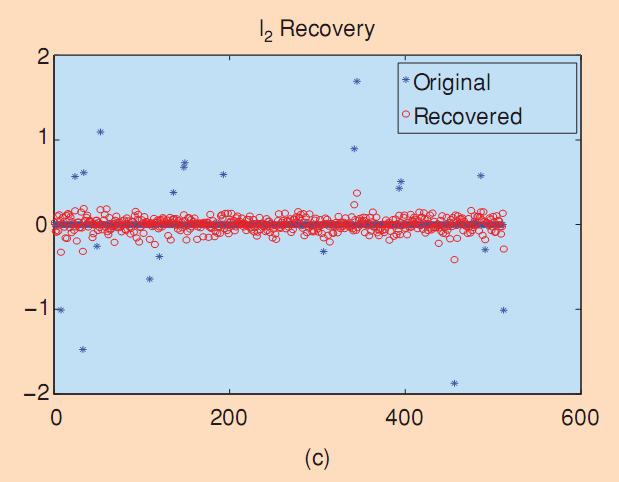 l2 Recovery
2
1
0
−1
−2
Original
Recovered
0
200
400
600
(c)